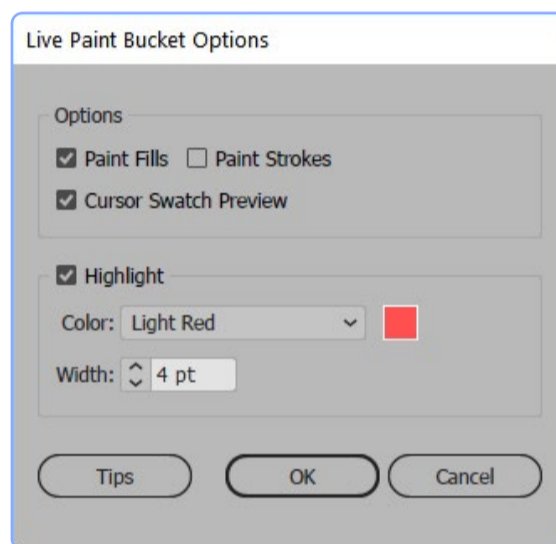 Live Paint Bucket Options
Options
Paint Fills Paint Strokes
Cursor Swatch Preview
Highlight
Color: Light Red
Width: 4 pt
Tips OK Cancel